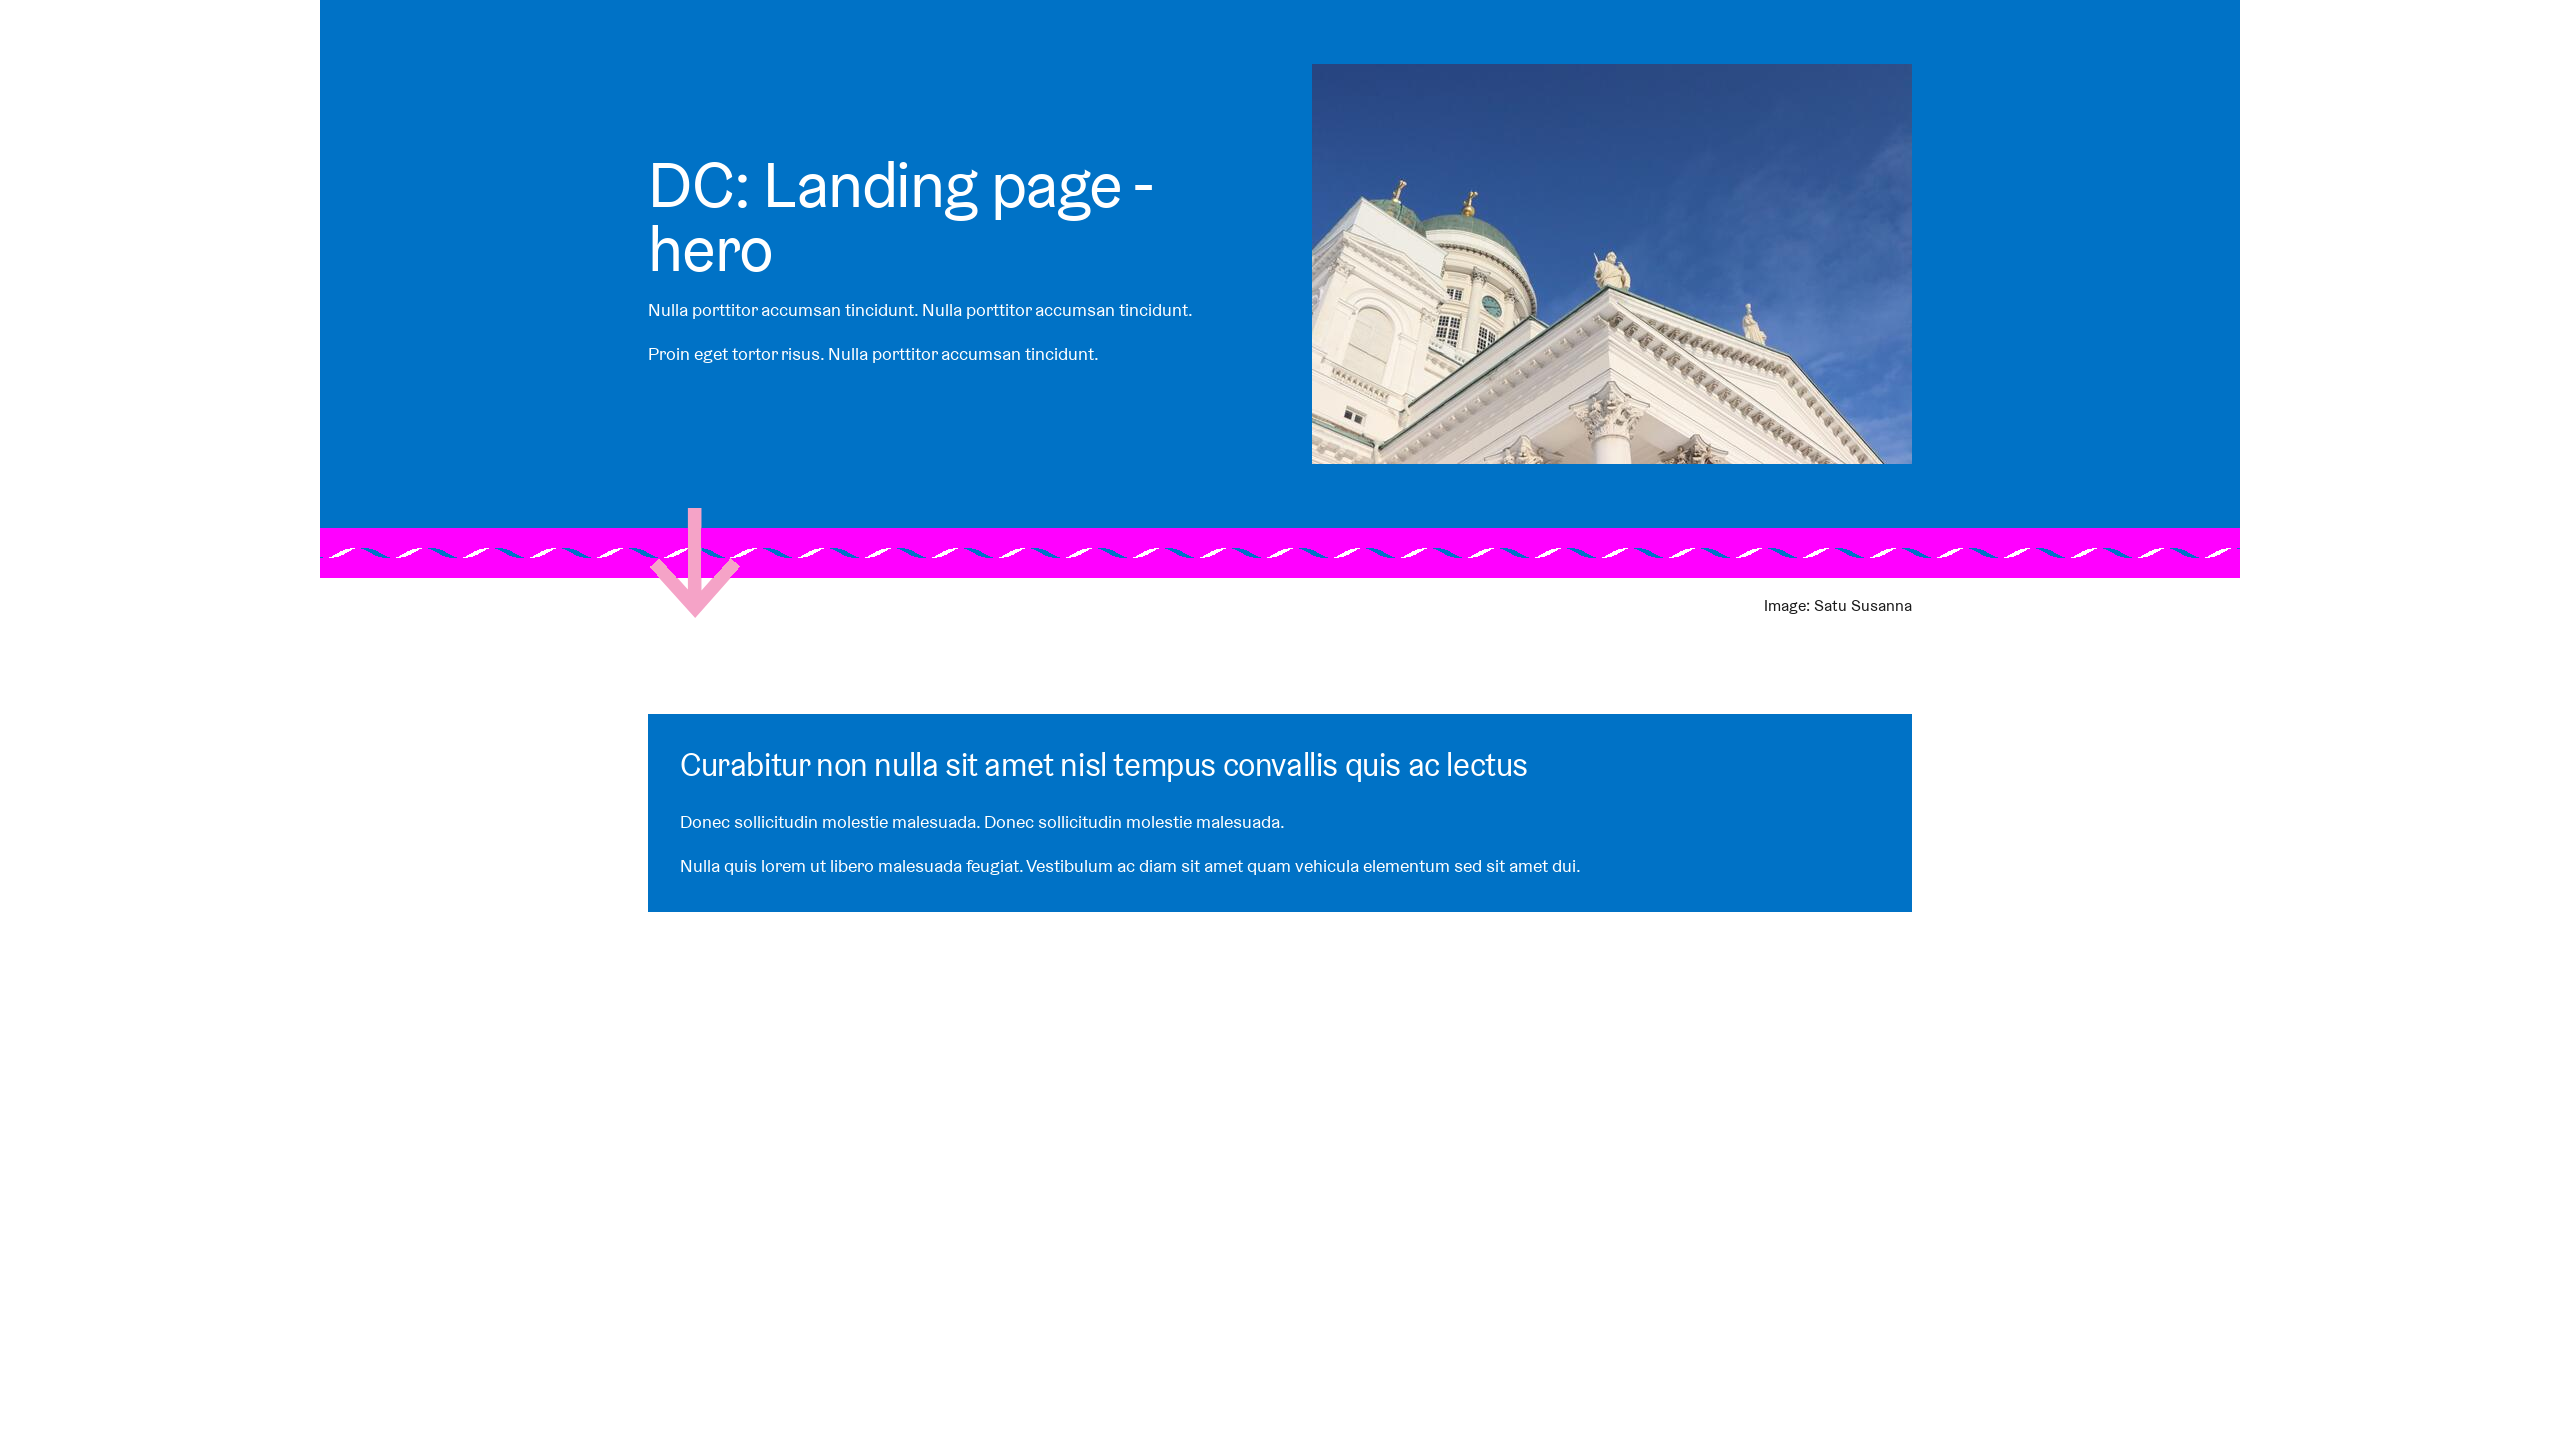 DC: Landing page -
hero
Nulla porttitor accumsan tincidunt. Nulla porttitor accumsan tincidunt.
Proin eget tortor risus. Nulla porttitor accumsan tincidunt.
Image: Satu Susanna
Curabitur non nulla sit amet nisl tempus convallis quis ac lectus
Donec sollicitudin molestie malesuada. Donec sollicitudin molestie malesuada.
Nulla quis lorem ut libero malesuada feugiat. Vestibulum ac diam sit amet quam vehicula elementum sed sit amet dui.